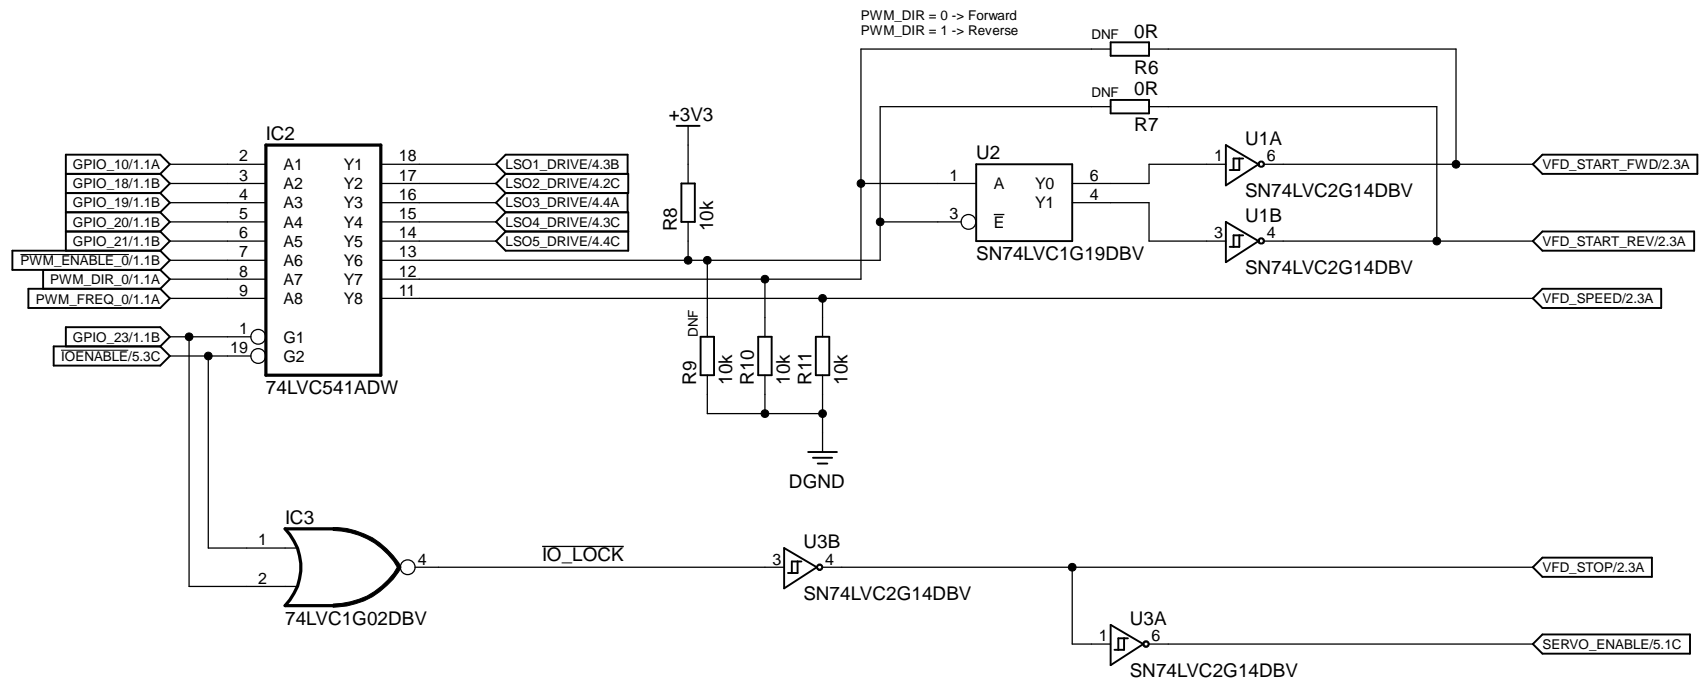 PWM_DIR = 0 -> Forward
PWM_DIR = 1 -> Reverse
DNF 0R
R6
DNF 0R
R7
+3V3
R8
10k
IC2
GPIO_10/1.1A 2 A1 Y1 18 LSO1_DRIVE/4.3B
GPIO_18/1.1B 3 A2 Y2 17 LSO2_DRIVE/4.2C
GPIO_19/1.1B 4 A3 Y3 16 LSO3_DRIVE/4.4A
GPIO_20/1.1B 5 A4 Y4 15 LSO4_DRIVE/4.3C
GPIO_21/1.1B 6 A5 Y5 14 LSO5_DRIVE/4.4C
PWM_ENABLE_0/1.1B 7 A6 Y6 13
PWM_DIR_0/1.1A 8 A7 Y7 12
PWM_FREQ_0/1.1A 9 A8 Y8 11
GPIO_23/1.1B 1 G1
IOENABLE/5.3C 19 G2
74LVC541ADW
U2
1 A Y0 6
Y1 4
3 E
SN74LVC1G19DBV
U1A
1 6
SN74LVC2G14DBV
VFD_START_FWD/2.3A
U1B
3 4
SN74LVC2G14DBV
VFD_START_REV/2.3A
VFD_SPEED/2.3A
DNF
R9
10k
R10
10k
R11
10k
DGND
IC3
1
2
4
74LVC1G02DBV
IO_LOCK
U3B
3 4
SN74LVC2G14DBV
VFD_STOP/2.3A
U3A
1 6
SN74LVC2G14DBV
SERVO_ENABLE/5.1C